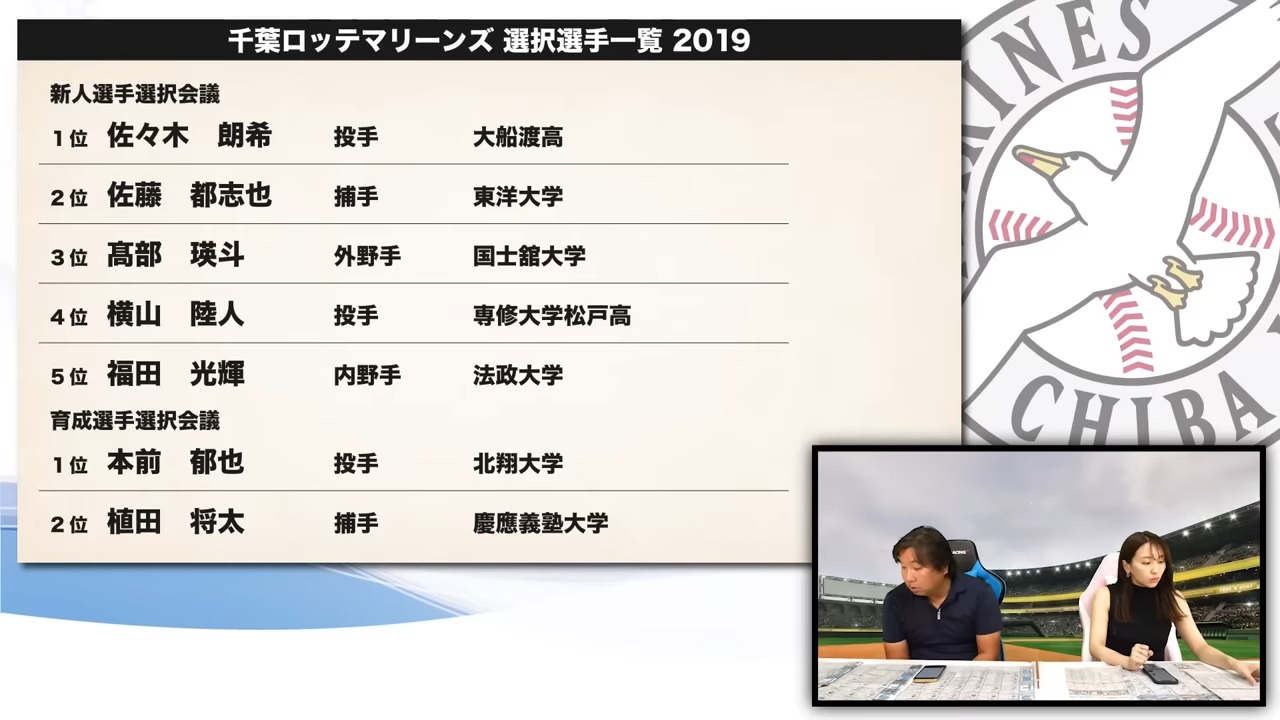 千葉ロッテマリーンズ 選択選手一覧 2019
新人選手選択会議
1位 佐々木 朗希 投手 大船渡高
2位 佐藤 都志也 捕手 東洋大学
3位 髙部 瑛斗 外野手 国士舘大学
4位 横山 陸人 投手 専修大学松戸高
5位 福田 光輝 内野手 法政大学
育成選手選択会議
1位 本前 郁也 投手 北翔大学
2位 植田 将太 捕手 慶應義塾大学
CHIBA